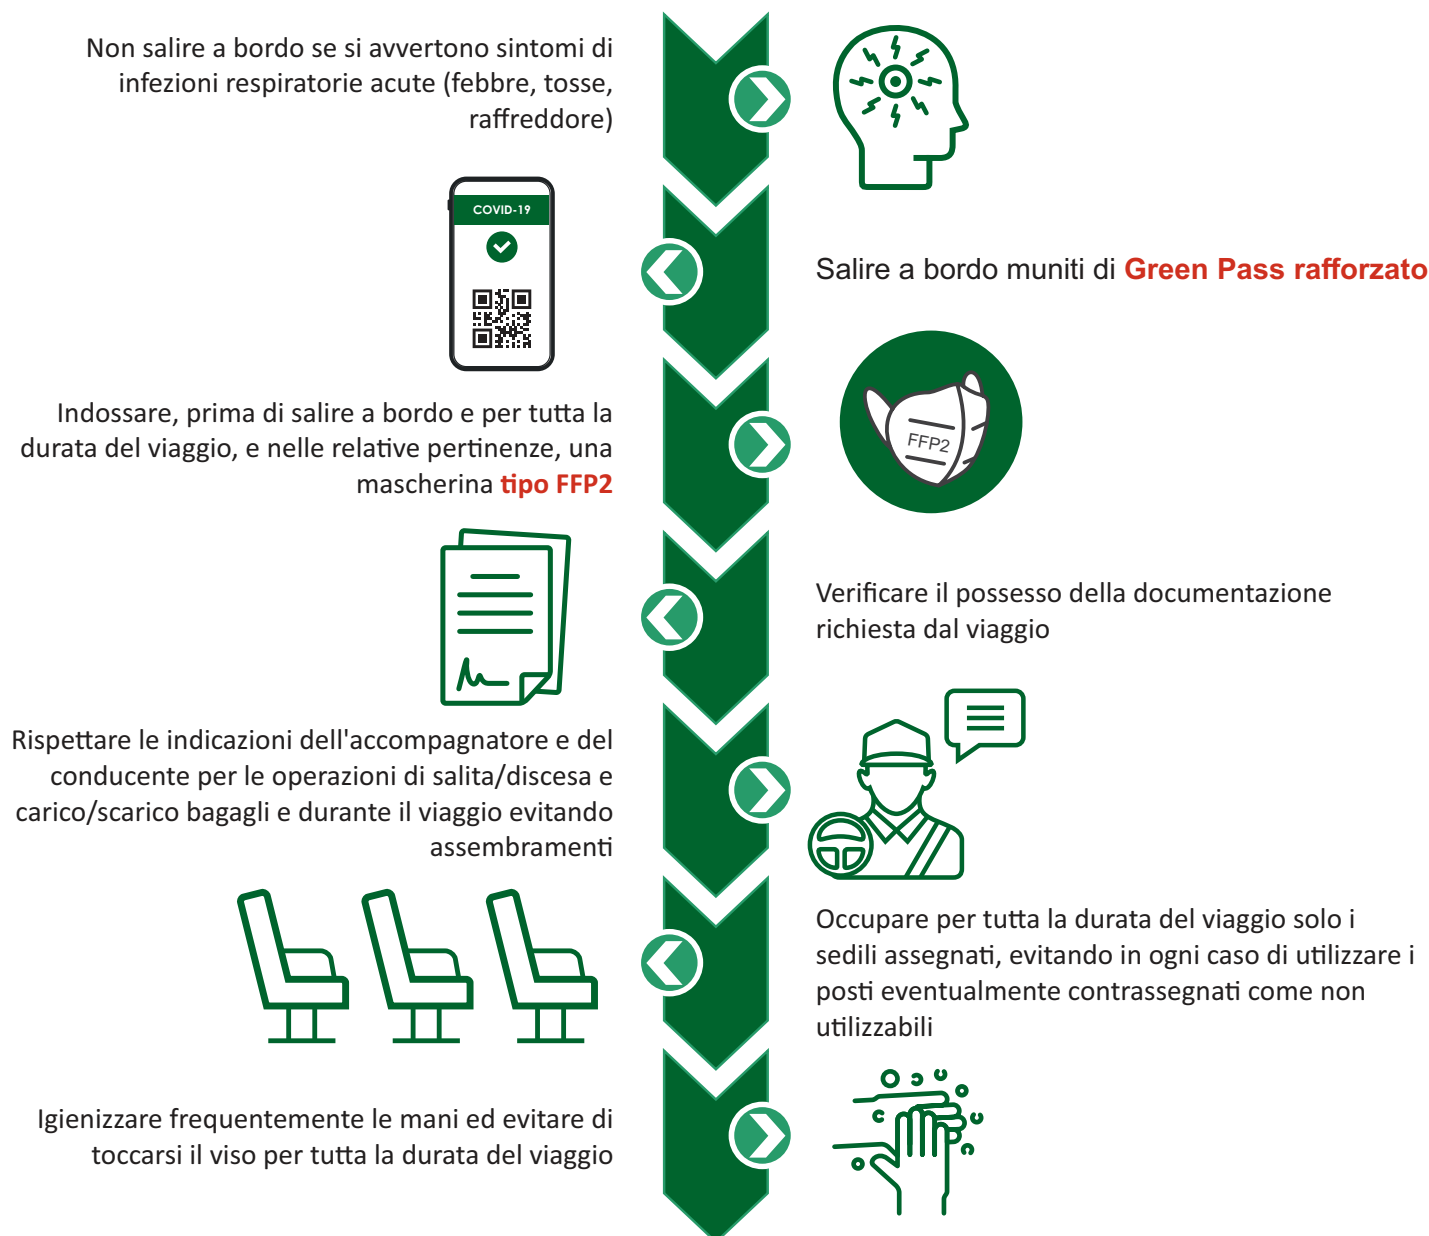 Non salire a bordo se si avvertono sintomi di
infezioni respiratorie acute (febbre, tosse,
raffreddore)
COVID-19
Salire a bordo muniti di Green Pass rafforzato
Indossare, prima di salire a bordo e per tutta la
durata del viaggio, e nelle relative pertinenze, una
mascherina tipo FFP2
FFP2
Verificare il possesso della documentazione
richiesta dal viaggio
Rispettare le indicazioni dell'accompagnatore e del
conducente per le operazioni di salita/discesa e
carico/scarico bagagli e durante il viaggio evitando
assembramenti
Occupare per tutta la durata del viaggio solo i
sedili assegnati, evitando in ogni caso di utilizzare i
posti eventualmente contrassegnati come non
utilizzabili
Igienizzare frequentemente le mani ed evitare di
toccarsi il viso per tutta la durata del viaggio